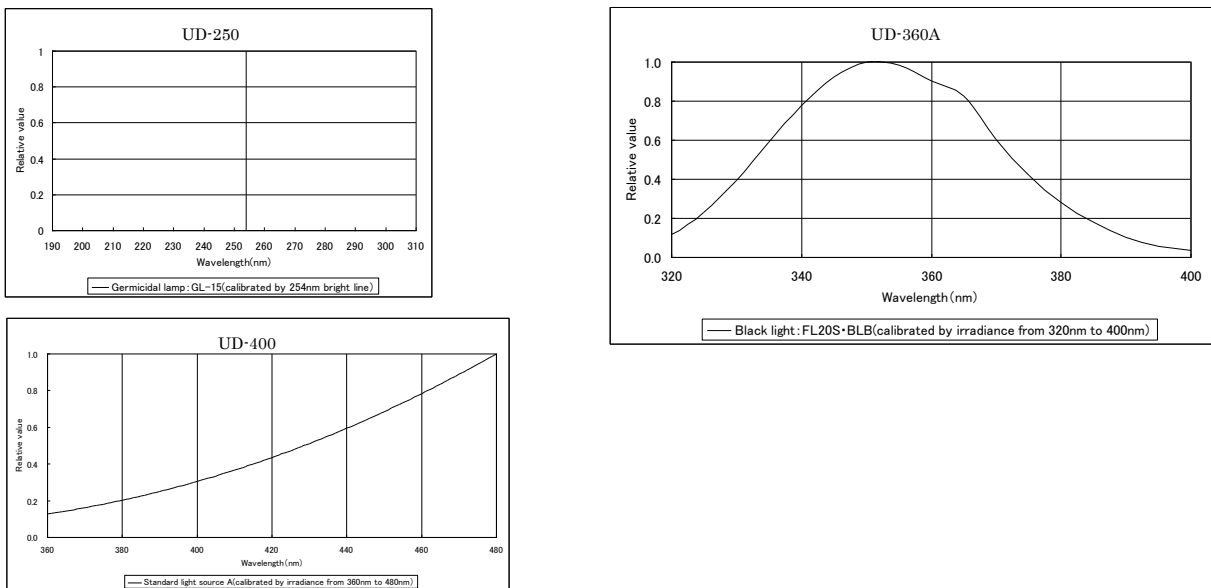 UD-250
1
0.8
0.6
0.4
0.2
0
Relative value
190 200 210 220 230 240 250 260 270 280 290 300 310
Wavelength(nm)
Germicidal lamp:GL-15(calibrated by 254nm bright line)
UD-360A
1.0
0.8
0.6
0.4
0.2
0.0
Relative value
320 340 360 380 400
Wavelength(nm)
Black light:FL20S・BLB(calibrated by irradiance from 320nm to 400nm)
UD-400
1.0
0.8
0.6
0.4
0.2
0.0
Relative value
360 380 400 420 440 460 480
Wavelength(nm)
Standard light source A(calibrated by irradiance from 360nm to 480nm)